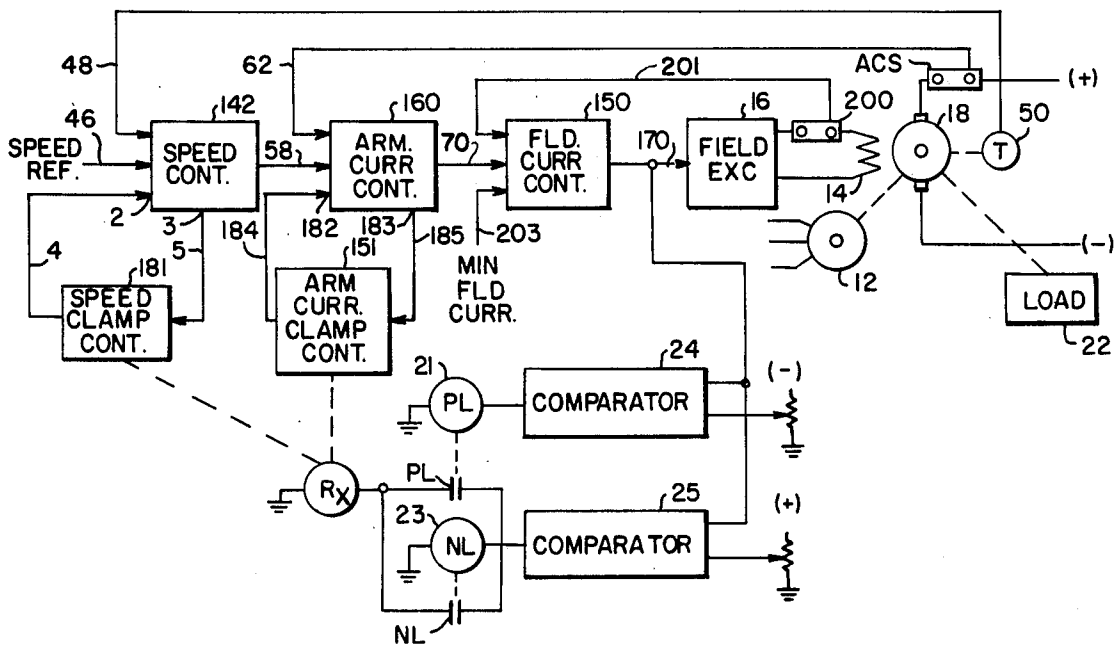 48
62
201
ACS
(+)
142
160
150
16
200
18
50
46
SPEED
REF.
SPEED
CONT.
58
ARM.
CURR
CONT.
70
FLD.
CURR
CONT.
170
FIELD
EXC
14
T
2
3
4
5
184
182
183
185
203
MIN
FLD
CURR.
12
(-)
LOAD
22
181
SPEED
CLAMP
CONT.
151
ARM
CURR.
CLAMP
CONT.
21
PL
24
COMPARATOR
(-)
RX
PL
23
NL
25
COMPARATOR
(+)
NL